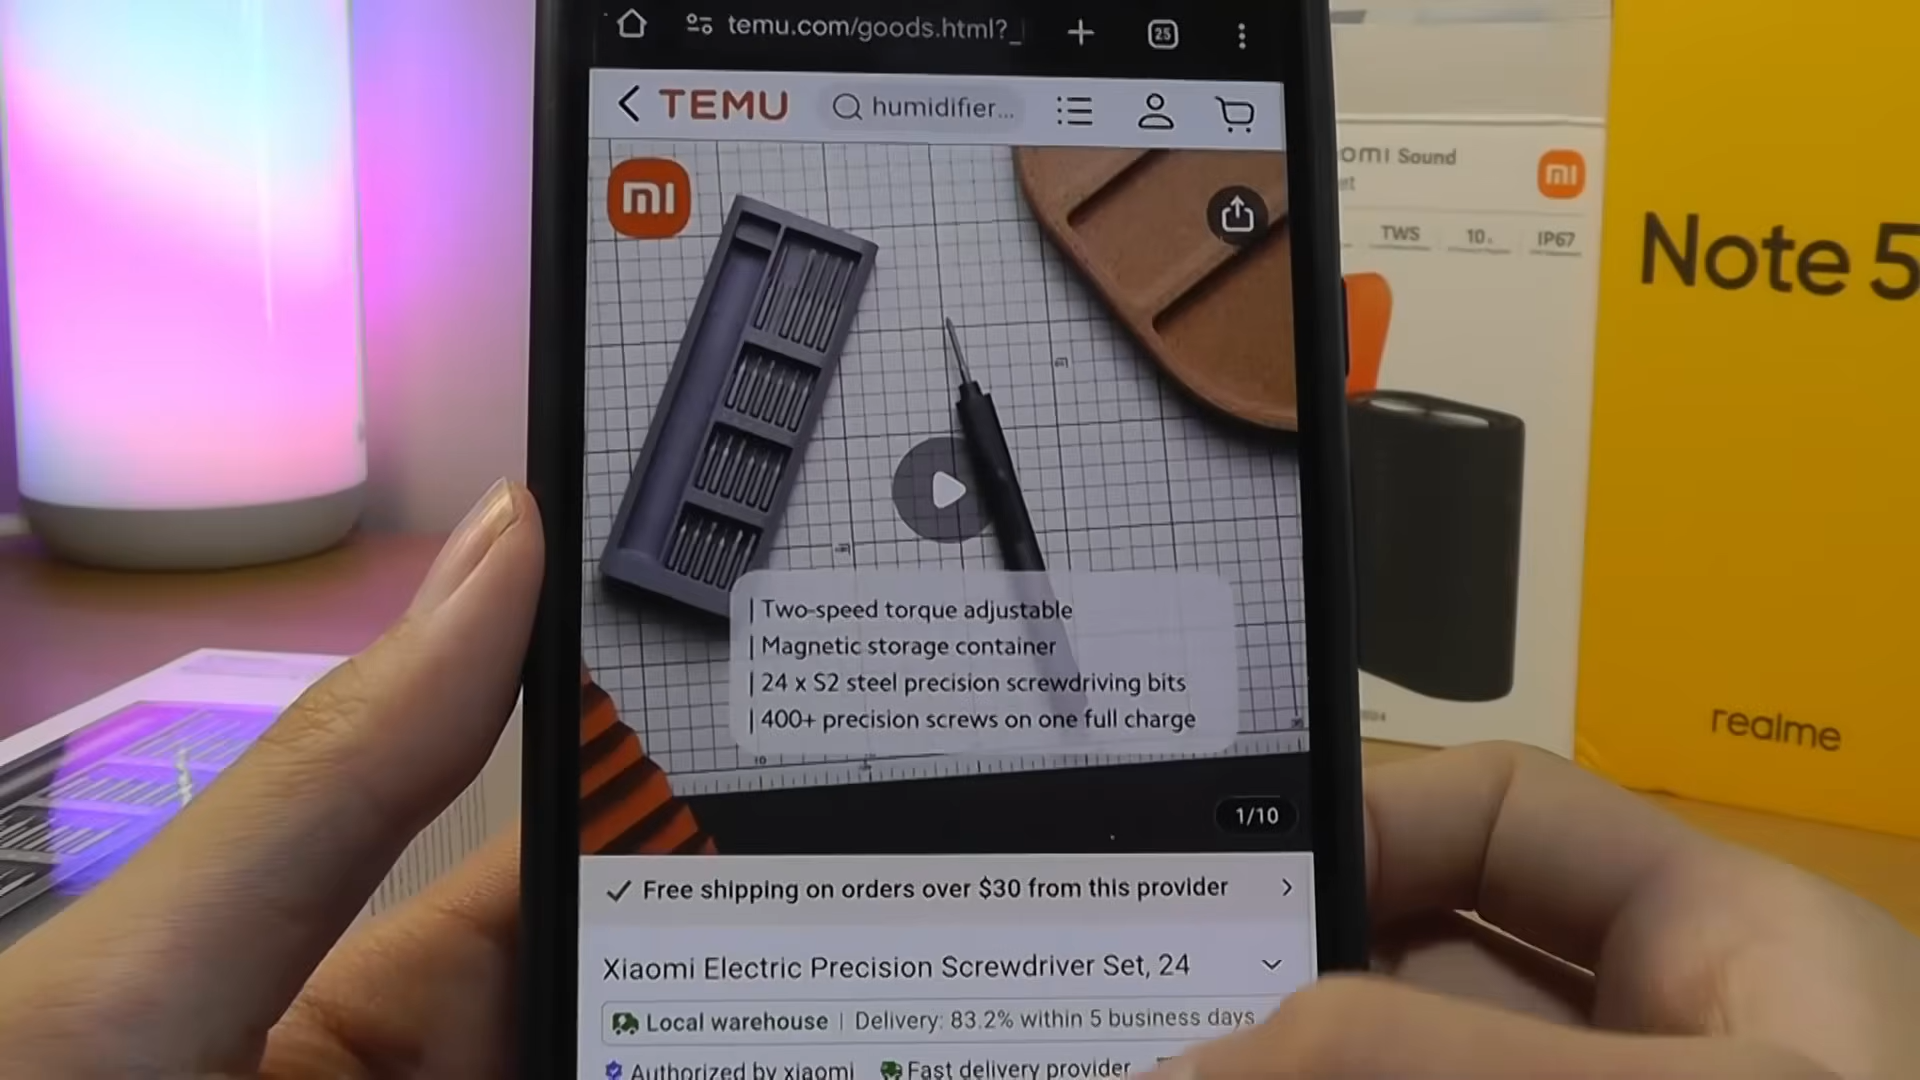 temu.com/goods.html?_
25
TEMU
humidifier...
mi
Two-speed torque adjustable
Magnetic storage container
24 x S2 steel precision screwdriving bits
400+ precision screws on one full charge
10
1/10
Free shipping on orders over $30 from this provider
Xiaomi Electric Precision Screwdriver Set, 24
Local warehouse | Delivery: 83.2% within 5 business days
Authorized by xiaomi Fast delivery provider
omi Sound
mi
TWS
IP67
Note 5
realme